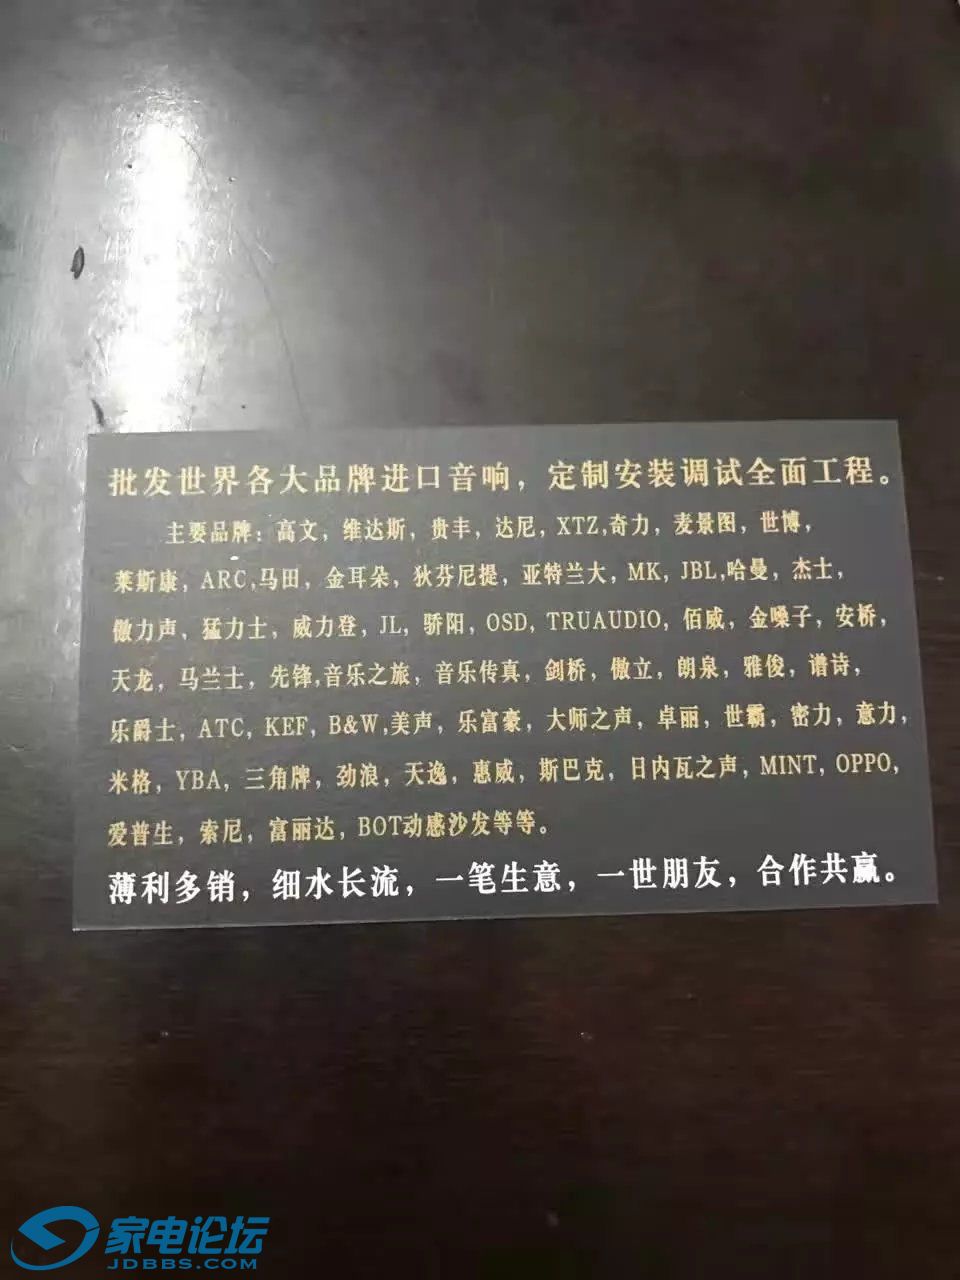 批发世界各大品牌进口音响，定制安装调试全面工程。
主要品牌：高文，维达斯，贵丰，达尼，XTZ,奇力，麦景图，世博，
莱斯康，ARC,马田，金耳朵，狄芬尼提，亚特兰大，MK，JBL,哈曼，杰士，
傲力声，猛力士，威力登，JL，骄阳，OSD，TRUAUDIO，佰威，金嗓子，安桥，
天龙，马兰士，先锋,音乐之旅，音乐传真，剑桥，傲立，朗泉，雅俊，谱诗，
乐爵士，ATC，KEF，B&W,美声，乐富豪，大师之声，卓丽，世霸，密力，意力，
米格，YBA，三角牌，劲浪，天逸，惠威，斯巴克，日内瓦之声，MINT，OPPO，
爱普生，索尼，富丽达，BOT动感沙发等等。
薄利多销，细水长流，一笔生意，一世朋友，合作共赢。
家电论坛
JDBBS.COM